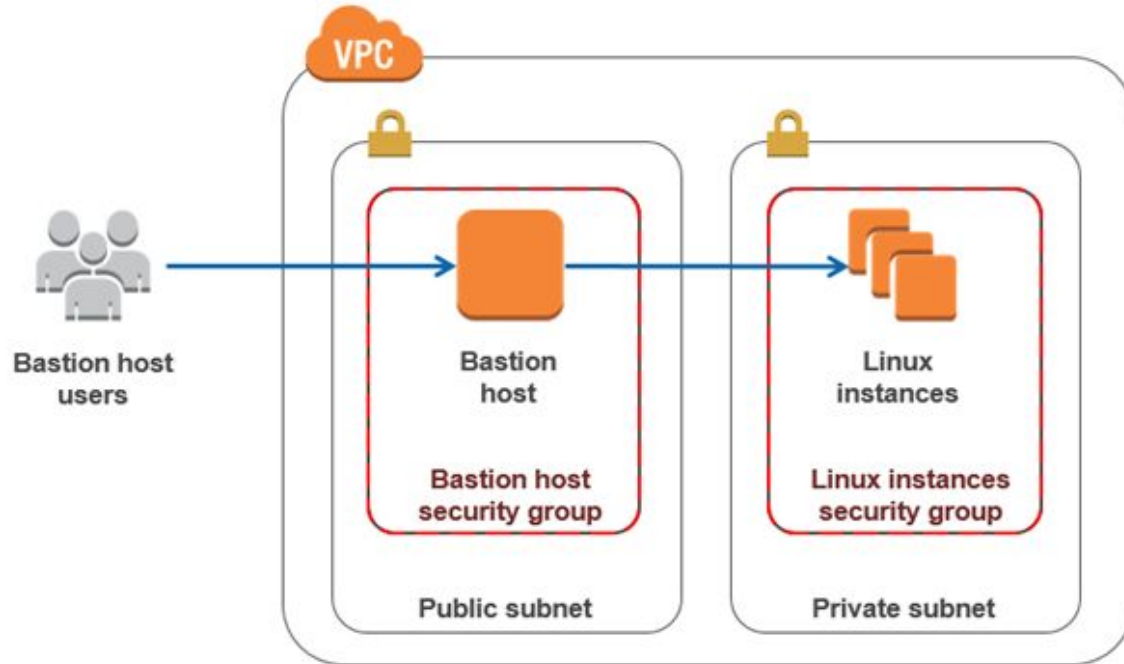 VPC
Bastion host
users
Bastion
host
Bastion host
security group
Public subnet
Linux
instances
Linux instances
security group
Private subnet